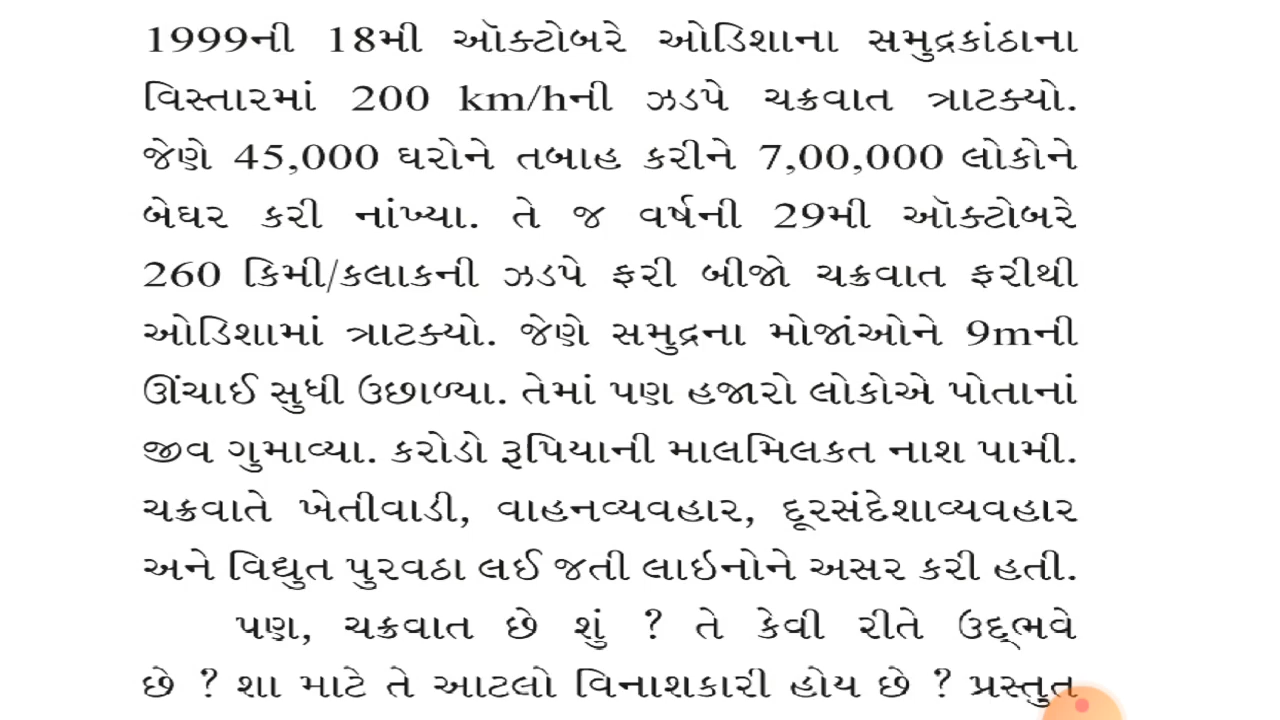 1999ની 18મી ઑક્ટોબરે ઓડિશાના સમુદ્રકાંઠાના
વિસ્તારમાં 200 km/hની ઝડપે ચક્રવાત ત્રાટક્યો.
જેણે 45,000 ઘરોને તબાહ કરીને 7,00,000 લોકોને
બેઘર કરી નાંખ્યા. તે જ વર્ષની 29મી ઑક્ટોબરે
260 કિમી/કલાકની ઝડપે ફરી બીજો ચક્રવાત ફરીથી
ઓડિશામાં ત્રાટક્યો. જેણે સમુદ્રના મોજાંઓને 9mની
ઊંચાઈ સુધી ઉછાળ્યા. તેમાં પણ હજારો લોકોએ પોતાનાં
જીવ ગુમાવ્યા. કરોડો રૂપિયાની માલમિલકત નાશ પામી.
ચક્રવાતે ખેતીવાડી, વાહનવ્યવહાર, દૂરસંદેશાવ્યવહાર
અને વિદ્યુત પુરવઠા લઈ જતી લાઇનોને અસર કરી હતી.
પણ, ચક્રવાત છે શું ? તે કેવી રીતે ઉદ્ભવે
છે ? શા માટે તે આટલો વિનાશકારી હોય છે ? પ્રસ્તુત